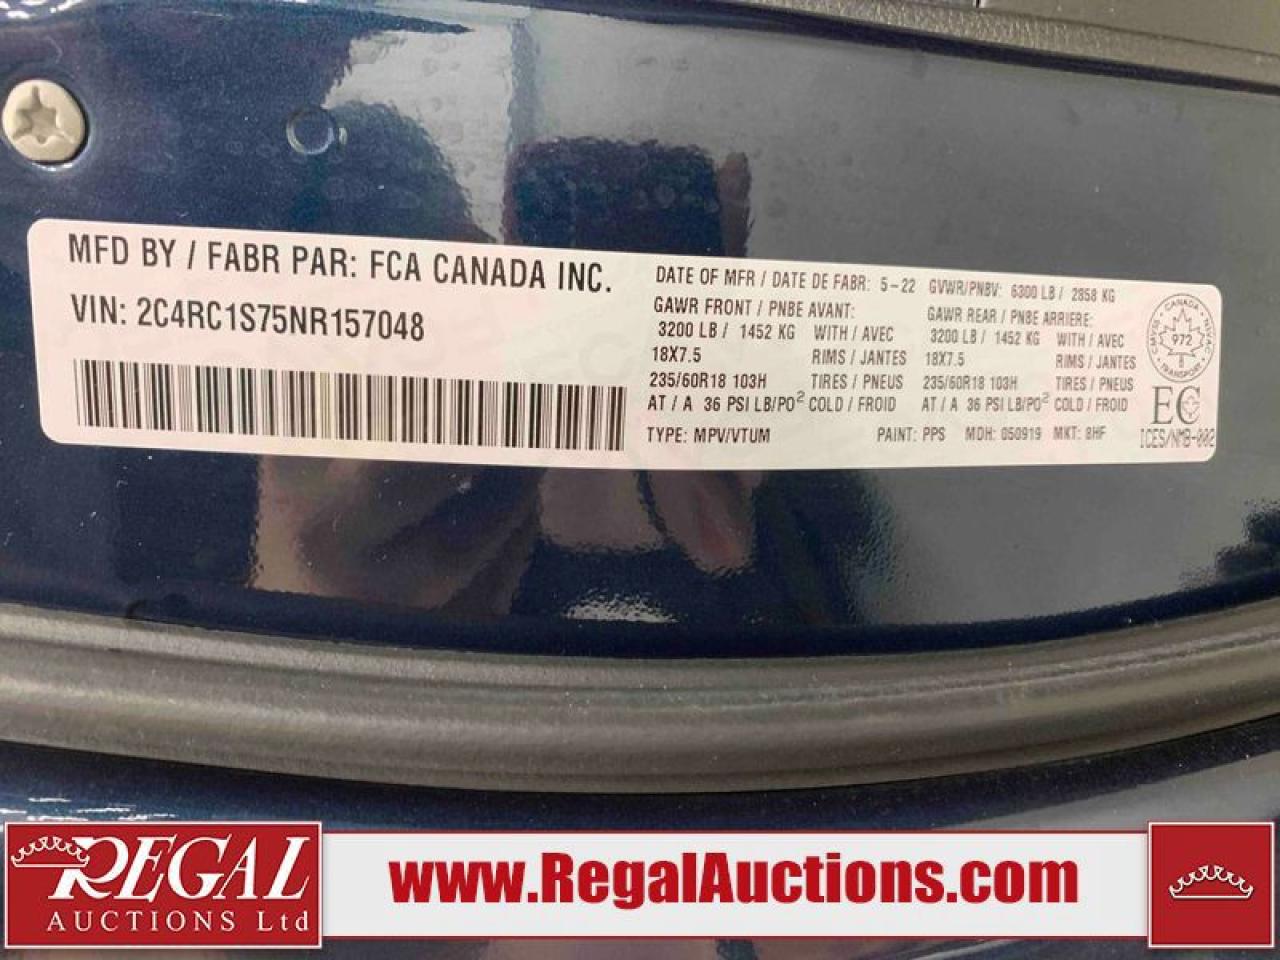 MFD BY / FABR PAR: FCA CANADA INC.
VIN: 2C4RC1S75NR157048
DATE OF MFR / DATE DE FABR: 5-22 GVWR/PNBV: 6300 LB / 2858 KG
GAWR FRONT / PNBE AVANT:
3200 LB / 1452 KG WITH / AVEC
18X7.5 RIMS / JANTES
235/60R18 103H TIRES / PNEUS
AT / A 36 PSI LB/PO² COLD / FROID
GAWR REAR / PNBE ARRIERE:
3200 LB / 1452 KG WITH / AVEC
18X7.5 RIMS / JANTES
235/60R18 103H TIRES / PNEUS
AT / A 36 PSI LB/PO² COLD / FROID
TYPE: MPV/VTUM PAINT: PPS MDH: 050919 MKT: 8HF
CANADA
CMVSS NSVAC
972
TRANSPORT
EC
ICES/NMB-002
REGAL
AUCTIONS Ltd
www.RegalAuctions.com